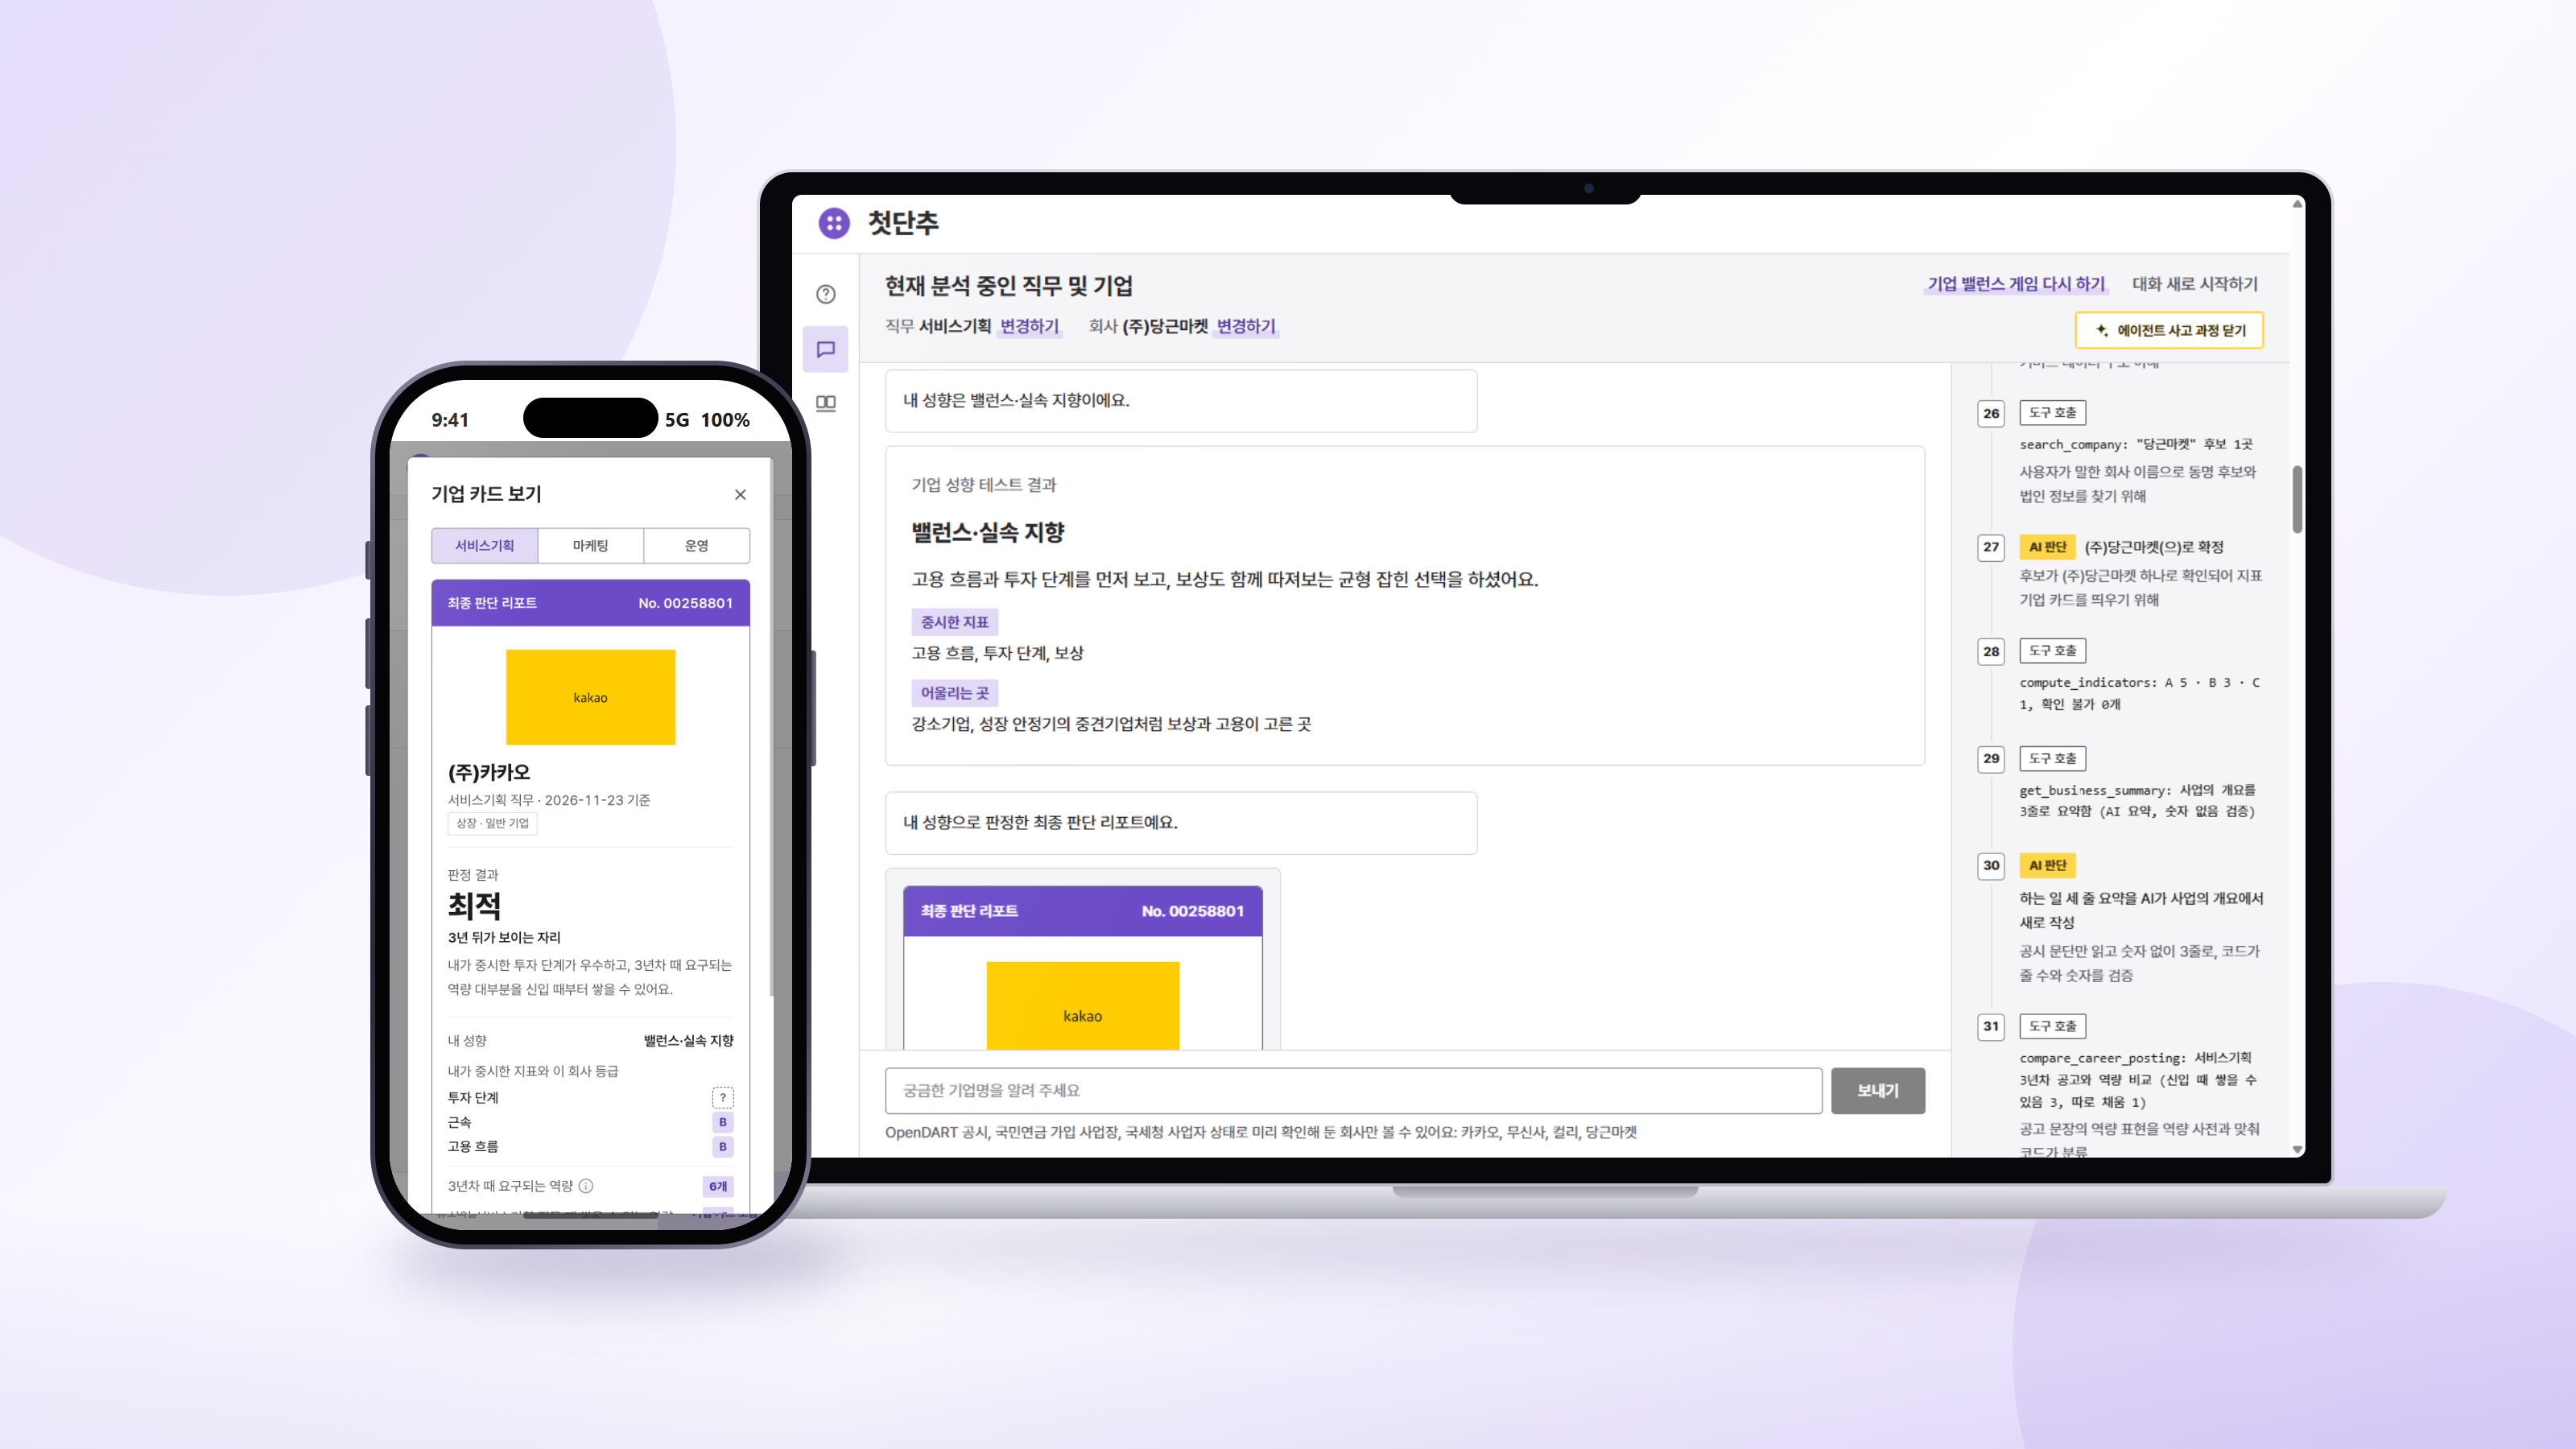 9:41
5G 100%
기업 카드 보기
서비스기획
마케팅
운영
최종 판단 리포트
No. 00258801
kakao
(주)카카오
서비스기획 직무 · 2026-11-23 기준
상장 · 일반 기업
판정 결과
최적
3년 뒤가 보이는 자리
내가 중시한 투자 단계가 우수하고, 3년차 때 요구되는
역량 대부분을 신입 때부터 쌓을 수 있어요.
내 성향
밸런스·실속 지향
내가 중시한 지표와 이 회사 등급
투자 단계
?
근속
B
고용 흐름
B
3년차 때 요구되는 역량
6개
첫단추
현재 분석 중인 직무 및 기업
직무 서비스기획 변경하기
회사 (주)당근마켓 변경하기
기업 밸런스 게임 다시 하기
대화 새로 시작하기
에이전트 사고 과정 닫기
내 성향은 밸런스·실속 지향이에요.
기업 성향 테스트 결과
밸런스·실속 지향
고용 흐름과 투자 단계를 먼저 보고, 보상도 함께 따져보는 균형 잡힌 선택을 하셨어요.
중시한 지표
고용 흐름, 투자 단계, 보상
어울리는 곳
강소기업, 성장 안정기의 중견기업처럼 보상과 고용이 고른 곳
내 성향으로 판정한 최종 판단 리포트예요.
최종 판단 리포트
No. 00258801
kakao
궁금한 기업명을 알려 주세요
보내기
OpenDART 공시, 국민연금 가입 사업장, 국세청 사업자 상태로 미리 확인해 둔 회사만 볼 수 있어요: 카카오, 무신사, 컬리, 당근마켓
26
도구 호출
search_company: "당근마켓" 후보 1곳
사용자가 말한 회사 이름으로 동명 후보와
법인 정보를 찾기 위해
27
AI 판단
(주)당근마켓(으)로 확정
후보가 (주)당근마켓 하나로 확인되어 지표
기업 카드를 띄우기 위해
28
도구 호출
compute_indicators: A 5 · B 3 · C
1, 확인 불가 0개
29
도구 호출
get_business_summary: 사업의 개요를
3줄로 요약함 (AI 요약, 숫자 없음 검증)
30
AI 판단
하는 일 세 줄 요약을 AI가 사업의 개요에서
새로 작성
공시 문단만 읽고 숫자 없이 3줄로, 코드가
줄 수와 숫자를 검증
31
도구 호출
compare_career_posting: 서비스기획
3년차 공고와 역량 비교 (신입 때 쌓을 수
있음 3, 따로 채움 1)
공고 문장의 역량 표현을 역량 사전과 맞춰
코드가 분류